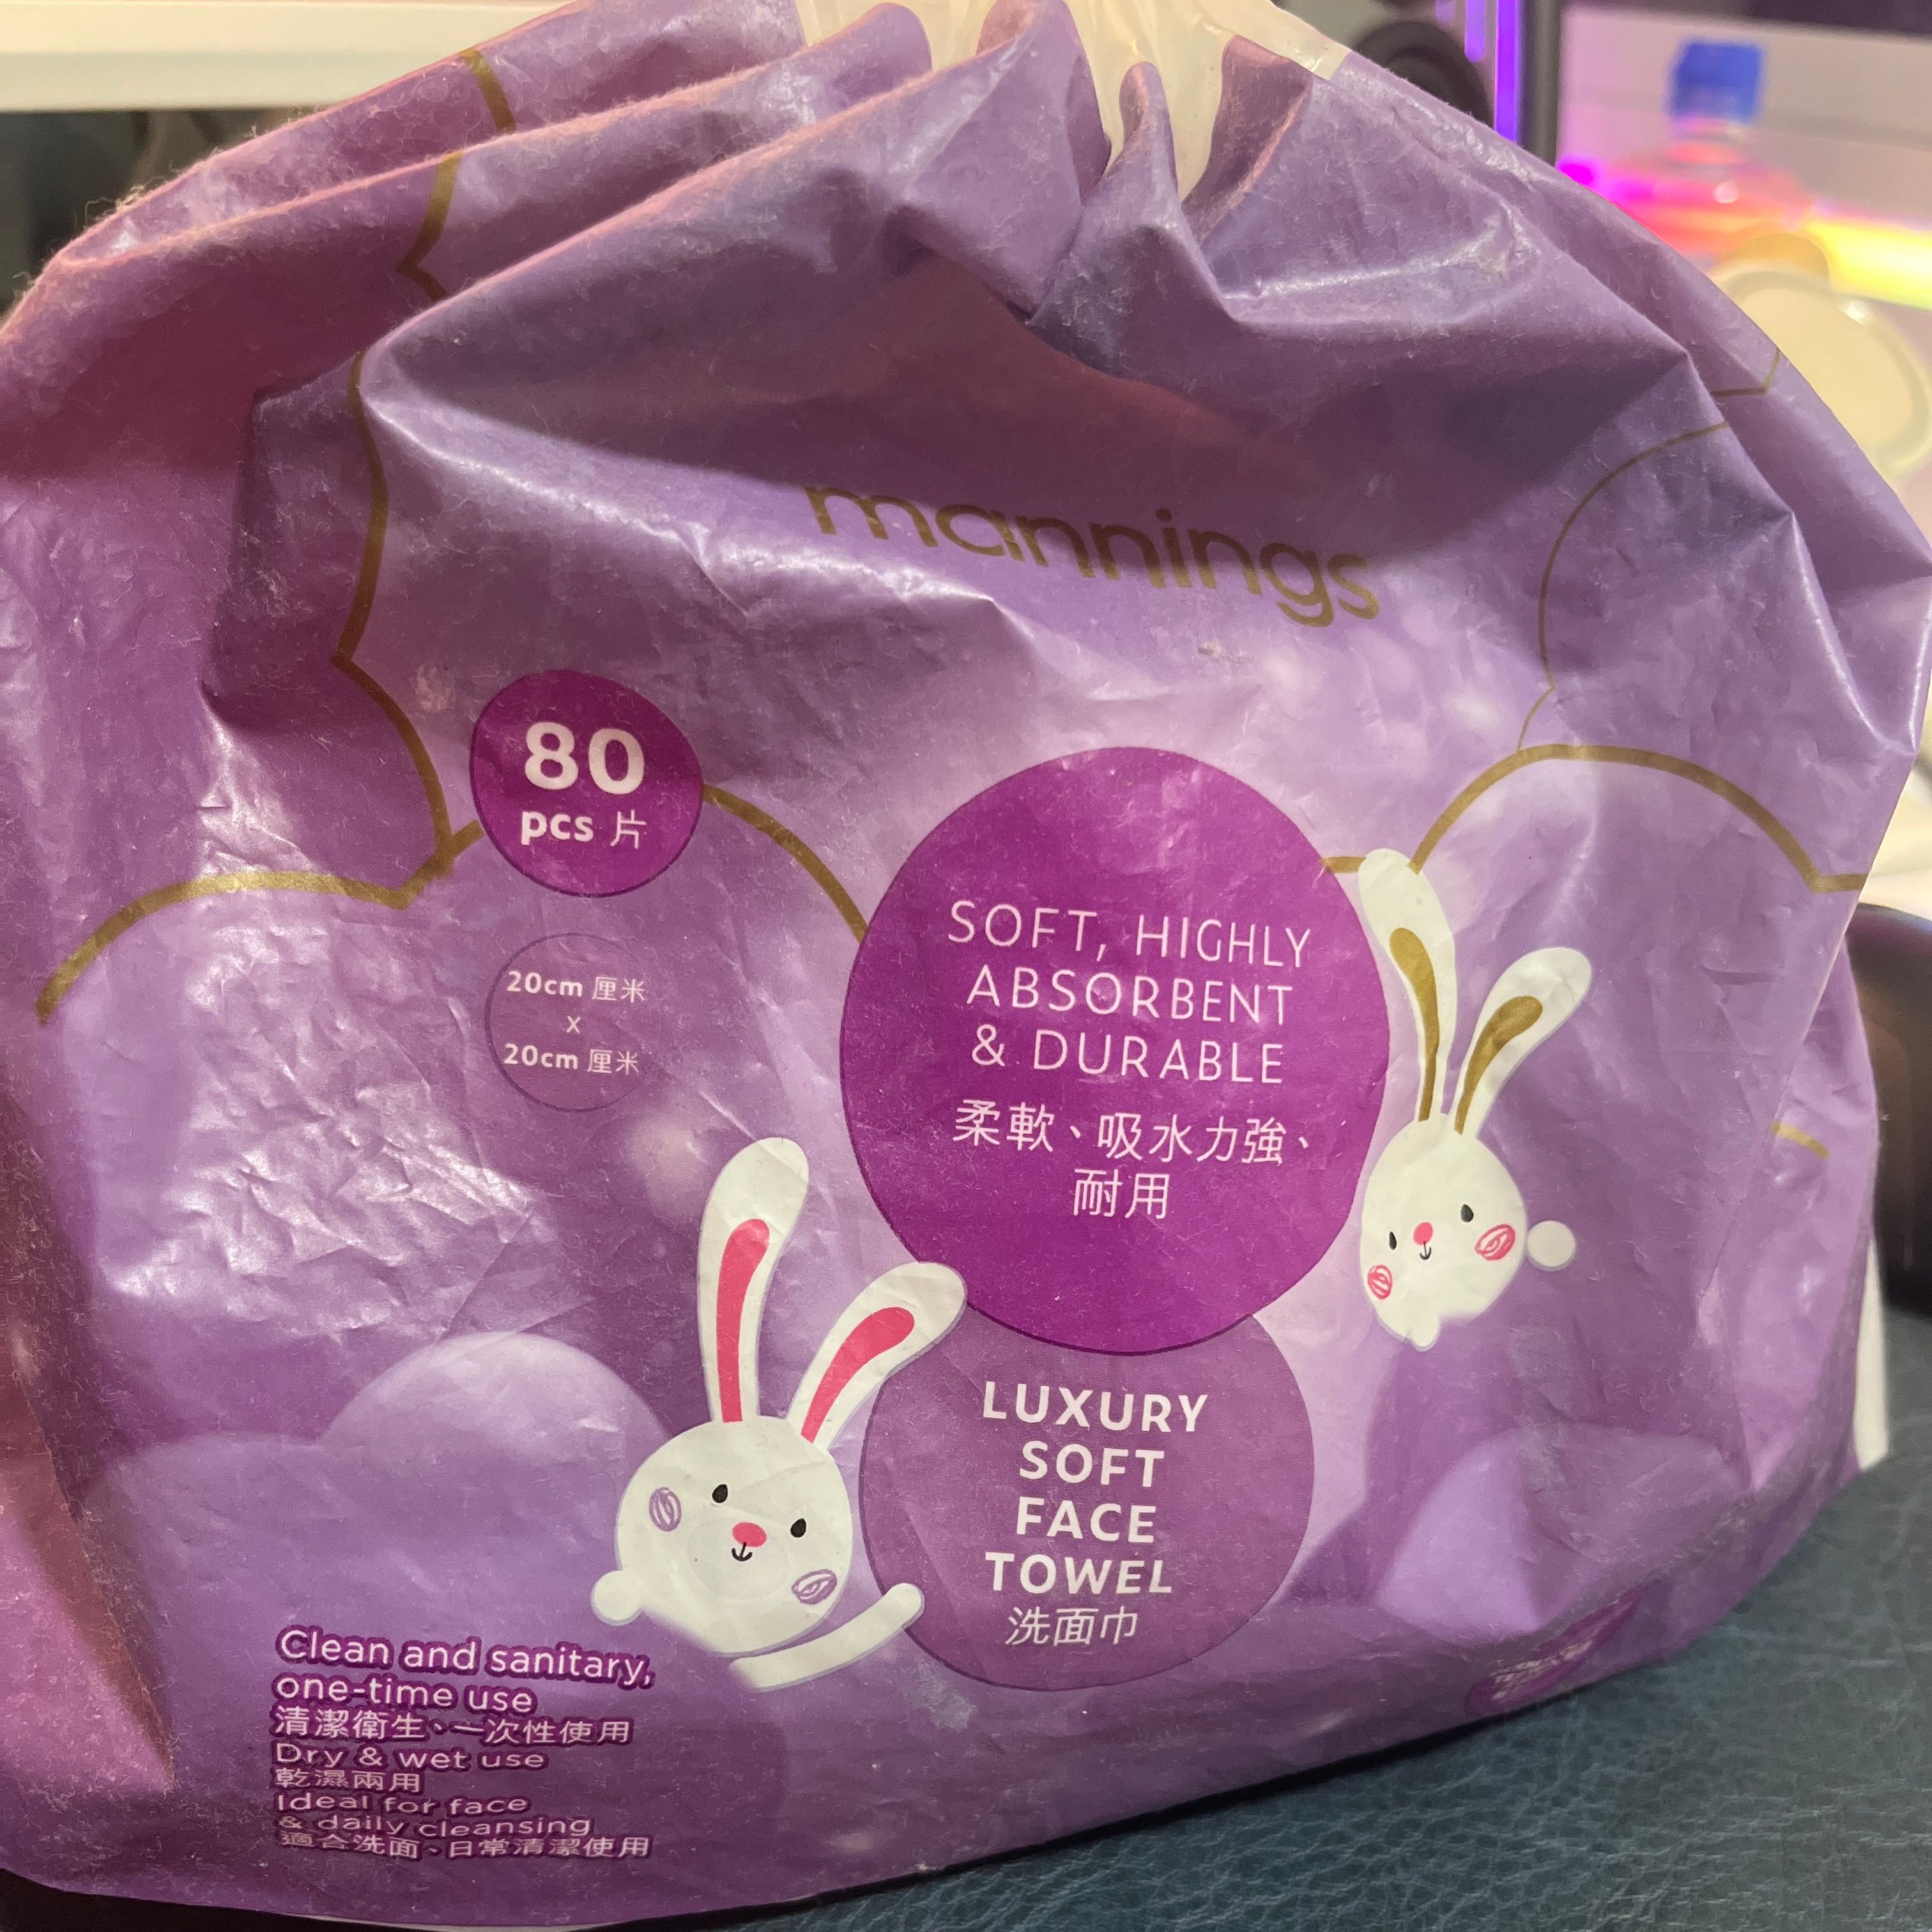 mannings
80
pcs 片
20cm 厘米
x
20cm 厘米
SOFT, HIGHLY
ABSORBENT
& DURABLE
柔軟、吸水力強、
耐用
LUXURY
SOFT
FACE
TOWEL
洗面巾
Clean and sanitary,
one-time use
清潔衛生、一次性使用
Dry & wet use
乾濕兩用
Ideal for face
& daily cleansing
適合洗面、日常清潔使用